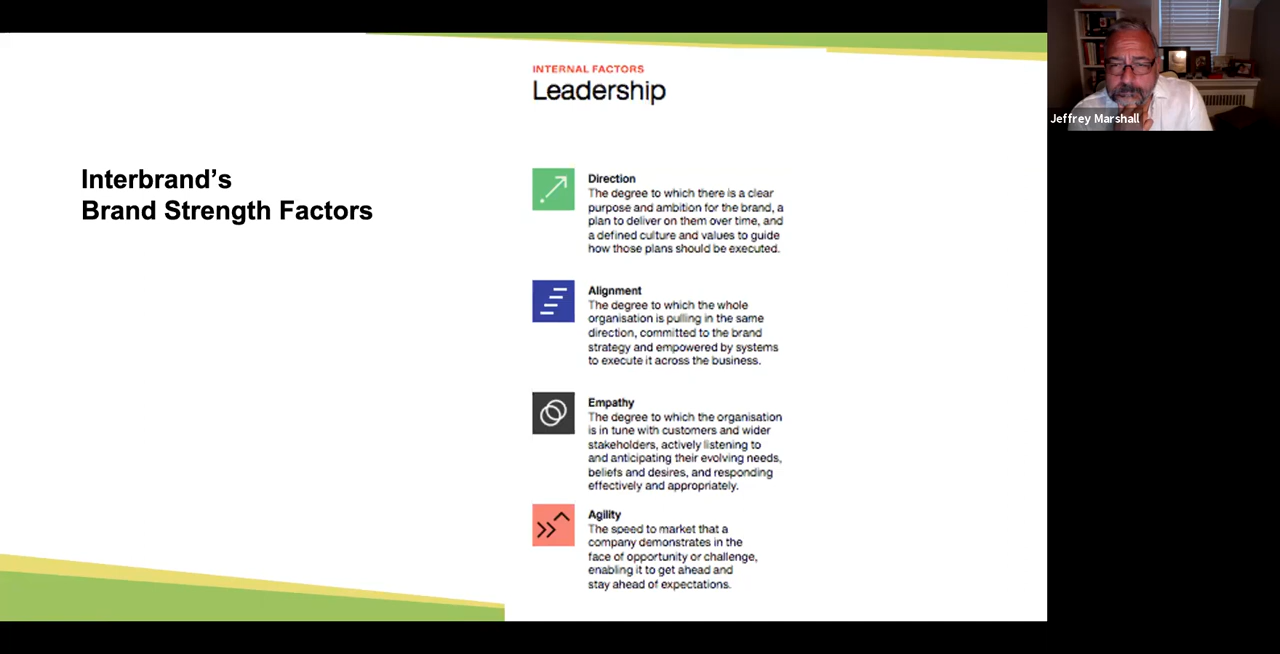 INTERNAL FACTORS
Leadership
Jeffrey Marshall
Interbrand’s
Brand Strength Factors
Direction
The degree to which there is a clear
purpose and ambition for the brand, a
plan to deliver on them over time, and
a defined culture and values to guide
how those plans should be executed.
Alignment
The degree to which the whole
organisation is pulling in the same
direction, committed to the brand
strategy and empowered by systems
to execute it across the business.
Empathy
The degree to which the organisation
is in tune with customers and wider
stakeholders, actively listening to
and anticipating their evolving needs,
beliefs and desires, and responding
effectively and appropriately.
Agility
The speed to market that a
company demonstrates in the
face of opportunity or challenge,
enabling it to get ahead and
stay ahead of expectations.